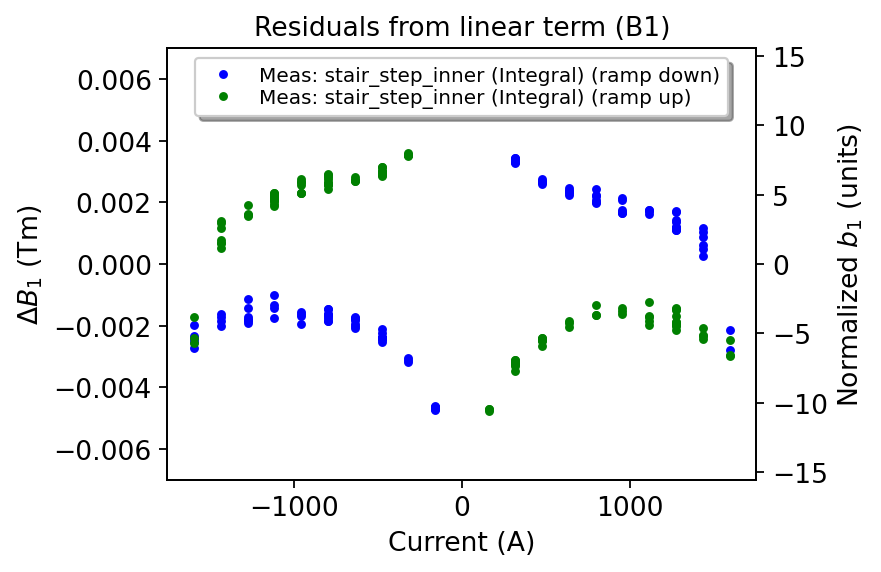 Residuals from linear term (B1)
Meas: stair_step_inner (Integral) (ramp down)
Meas: stair_step_inner (Integral) (ramp up)
0.006
0.004
0.002
0.000
−0.002
−0.004
−0.006
ΔB₁ (Tm)
15
10
5
0
−5
−10
−15
Normalized b₁ (units)
−1000
0
1000
Current (A)